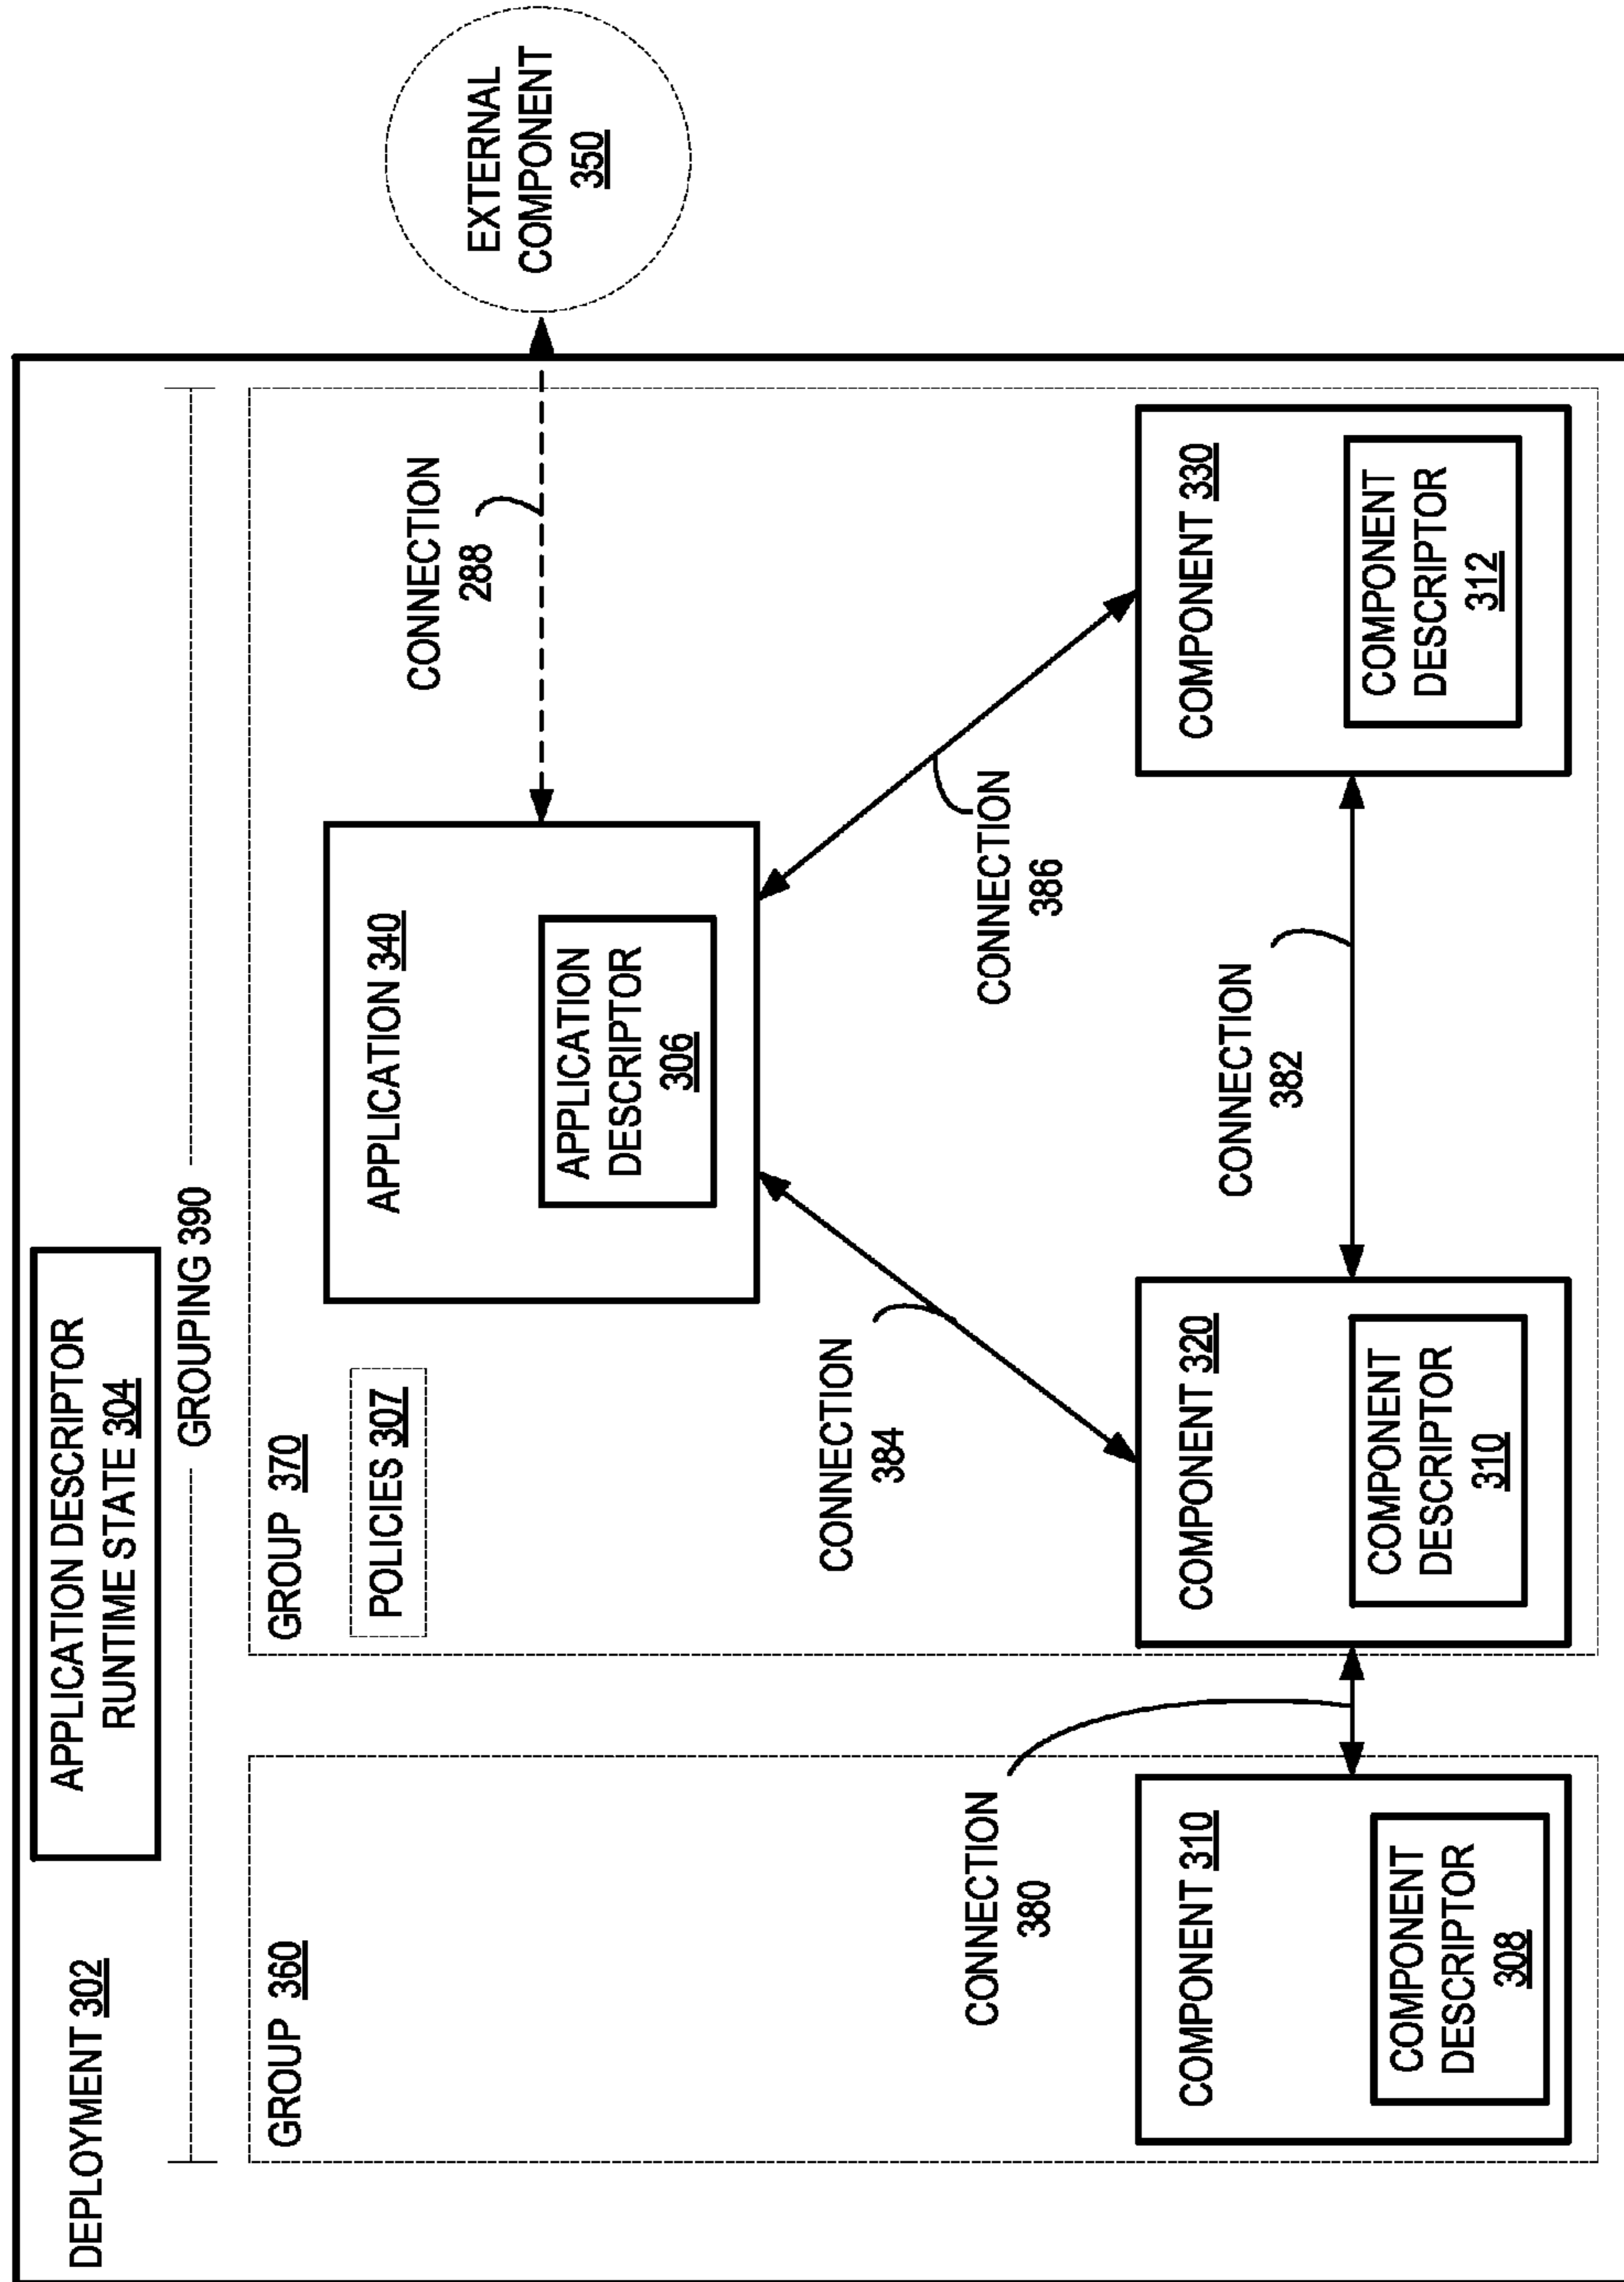 DEPLOYMENT 302
APPLICATION DESCRIPTOR
RUNTIME STATE 304
GROUPING 390
GROUP 360
GROUP 370
POLICIES 307
APPLICATION 340
APPLICATION
DESCRIPTOR
306
CONNECTION
288
EXTERNAL
COMPONENT
350
CONNECTION
384
CONNECTION
386
CONNECTION
380
CONNECTION
382
COMPONENT 310
COMPONENT
DESCRIPTOR
308
COMPONENT 320
COMPONENT
DESCRIPTOR
310
COMPONENT 330
COMPONENT
DESCRIPTOR
312